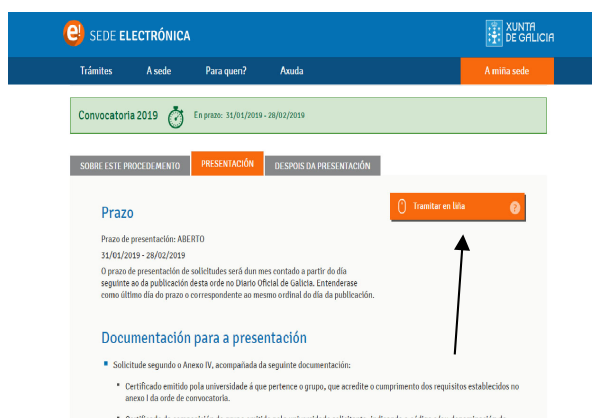 e! SEDE ELECTRÓNICA
XUNTA
DE GALICIA
Trámites A sede Para quen? Axuda A miña sede
Convocatoria 2019 En prazo: 31/01/2019 - 28/02/2019
SOBRE ESTE PROCEDEMENTO PRESENTACIÓN DESPOIS DA PRESENTACIÓN
Tramitar en liña ?
Prazo
Prazo de presentación: ABERTO
31/01/2019 - 28/02/2019
O prazo de presentación de solicitudes será dun mes contado a partir do día
seguinte ao da publicación desta orde no Diario Oficial de Galicia. Entenderase
como último día do prazo o correspondente ao mesmo ordinal do día da publicación.
Documentación para a presentación
Solicitude segundo o Anexo IV, acompañada da seguinte documentación:
Certificado emitido pola universidade á que pertence o grupo, que acredite o cumprimento dos requisitos establecidos no
anexo I da orde de convocatoria.